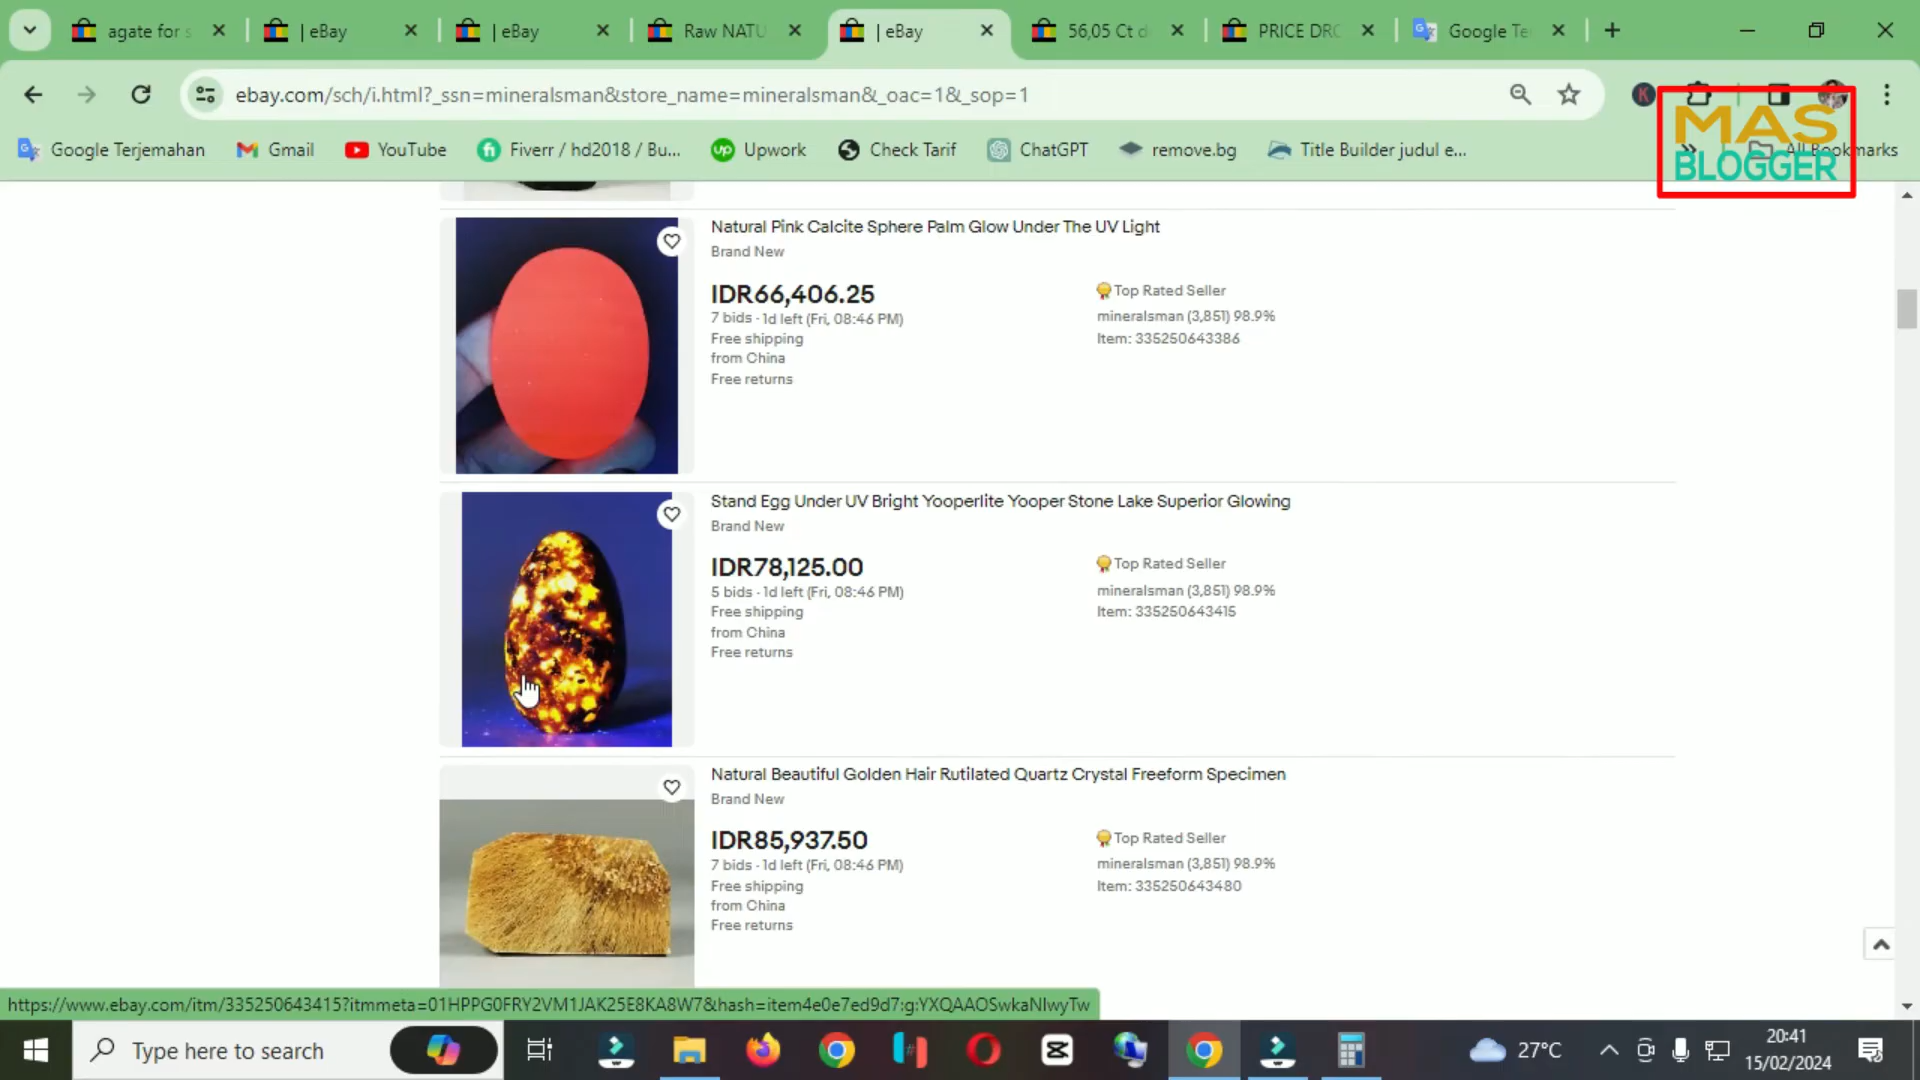 agate for s
| eBay
| eBay
Raw NATU
| eBay
56,05 Ct d
PRICE DRO
Google Te
ebay.com/sch/i.html?_ssn=mineralsman&store_name=mineralsman&_oac=1&_sop=1
K
Google Terjemahan
Gmail
YouTube
Fiverr / hd2018 / Bu...
Upwork
Check Tarif
ChatGPT
remove.bg
Title Builder judul e...
All Bookmarks
MAS
BLOGGER
Natural Pink Calcite Sphere Palm Glow Under The UV Light
Brand New
IDR66,406.25
7 bids · 1d left (Fri, 08:46 PM)
Free shipping
from China
Free returns
Top Rated Seller
mineralsman (3,851) 98.9%
Item: 335250643386
Stand Egg Under UV Bright Yooperlite Yooper Stone Lake Superior Glowing
Brand New
IDR78,125.00
5 bids · 1d left (Fri, 08:46 PM)
Free shipping
from China
Free returns
Top Rated Seller
mineralsman (3,851) 98.9%
Item: 335250643415
Natural Beautiful Golden Hair Rutilated Quartz Crystal Freeform Specimen
Brand New
IDR85,937.50
7 bids · 1d left (Fri, 08:46 PM)
Free shipping
from China
Free returns
Top Rated Seller
mineralsman (3,851) 98.9%
Item: 335250643480
https://www.ebay.com/itm/335250643415?itmmeta=01HPPG0FRY2VM1JAK25E8KA8W7&hash=item4e0e7ed9d7:g:YXQAAOSwkaNlwyTw
Type here to search
27°C
20:41
15/02/2024